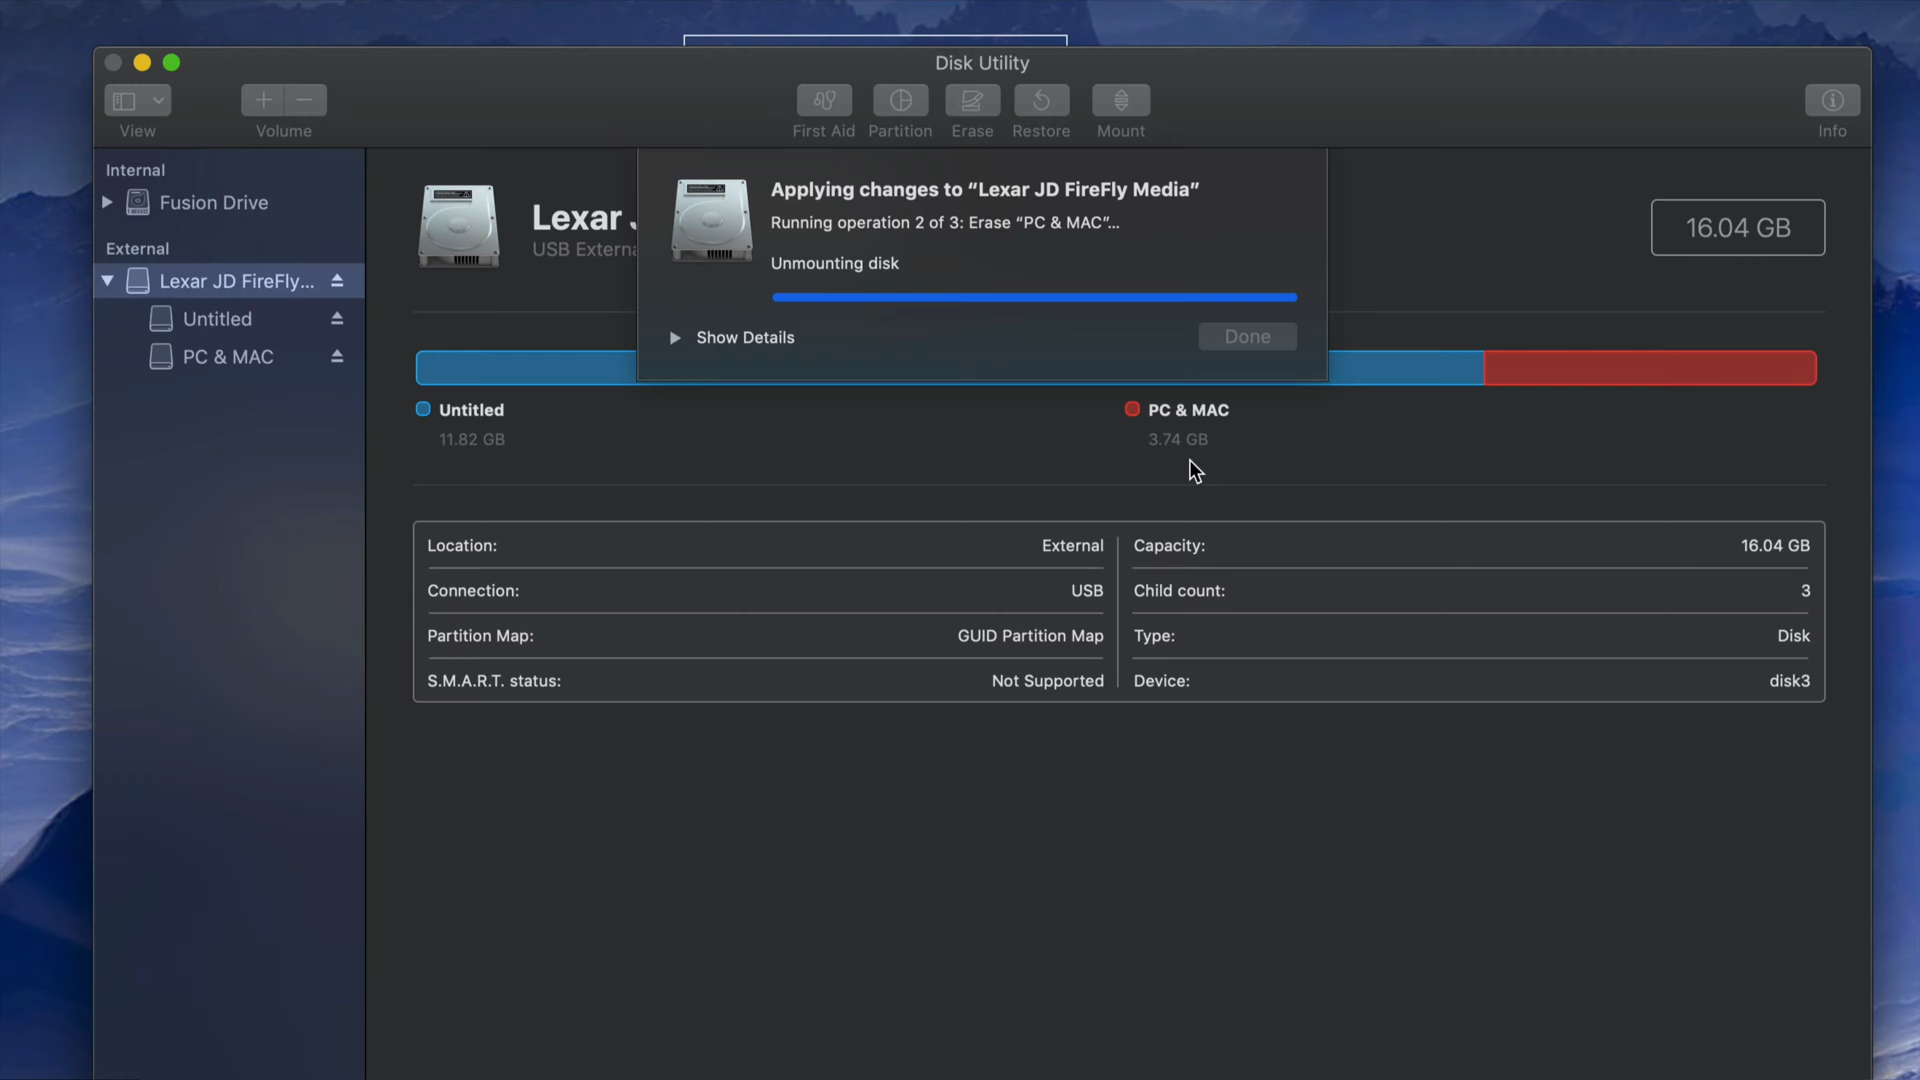 Disk Utility
View
Volume
First Aid
Partition
Erase
Restore
Mount
Info
Internal
Fusion Drive
External
Lexar JD FireFly...
Untitled
PC & MAC
Lexar
USB Externa
16.04 GB
Applying changes to “Lexar JD FireFly Media”
Running operation 2 of 3: Erase “PC & MAC”...
Unmounting disk
Show Details
Done
Untitled
11.82 GB
PC & MAC
3.74 GB
Location: External
Connection: USB
Partition Map: GUID Partition Map
S.M.A.R.T. status: Not Supported
Capacity: 16.04 GB
Child count: 3
Type: Disk
Device: disk3